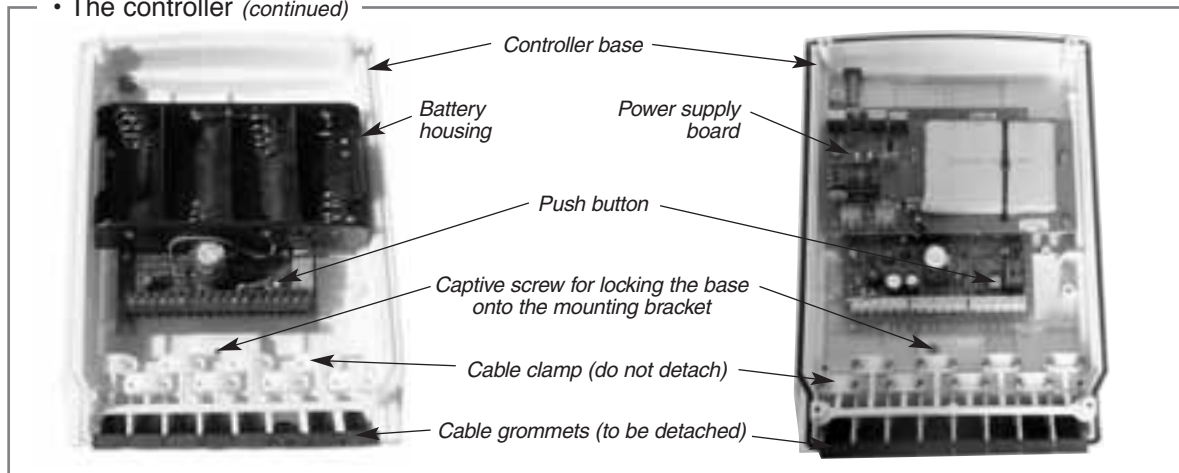 • The controller (continued)
Controller base
Battery
housing
Power supply
board
Push button
Captive screw for locking the base
onto the mounting bracket
Cable clamp (do not detach)
Cable grommets (to be detached)